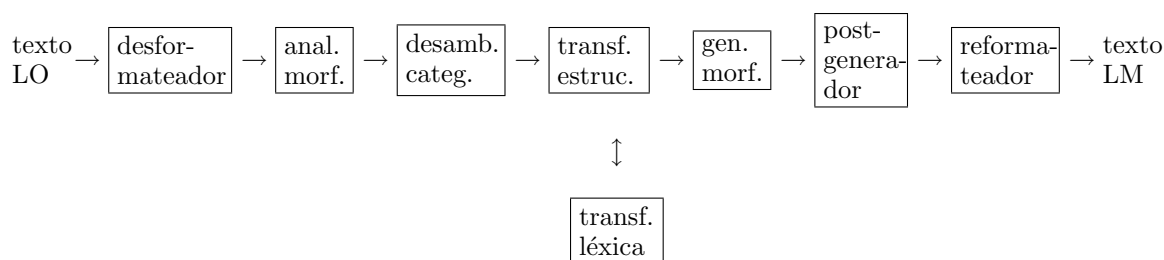 texto
LO
→
desfor-
mateador
→
anal.
morf.
→
desamb.
categ.
→
transf.
estruc.
→
gen.
morf.
→
post-
genera-
dor
→
reforma-
teador
→
texto
LM
↕
transf.
léxica